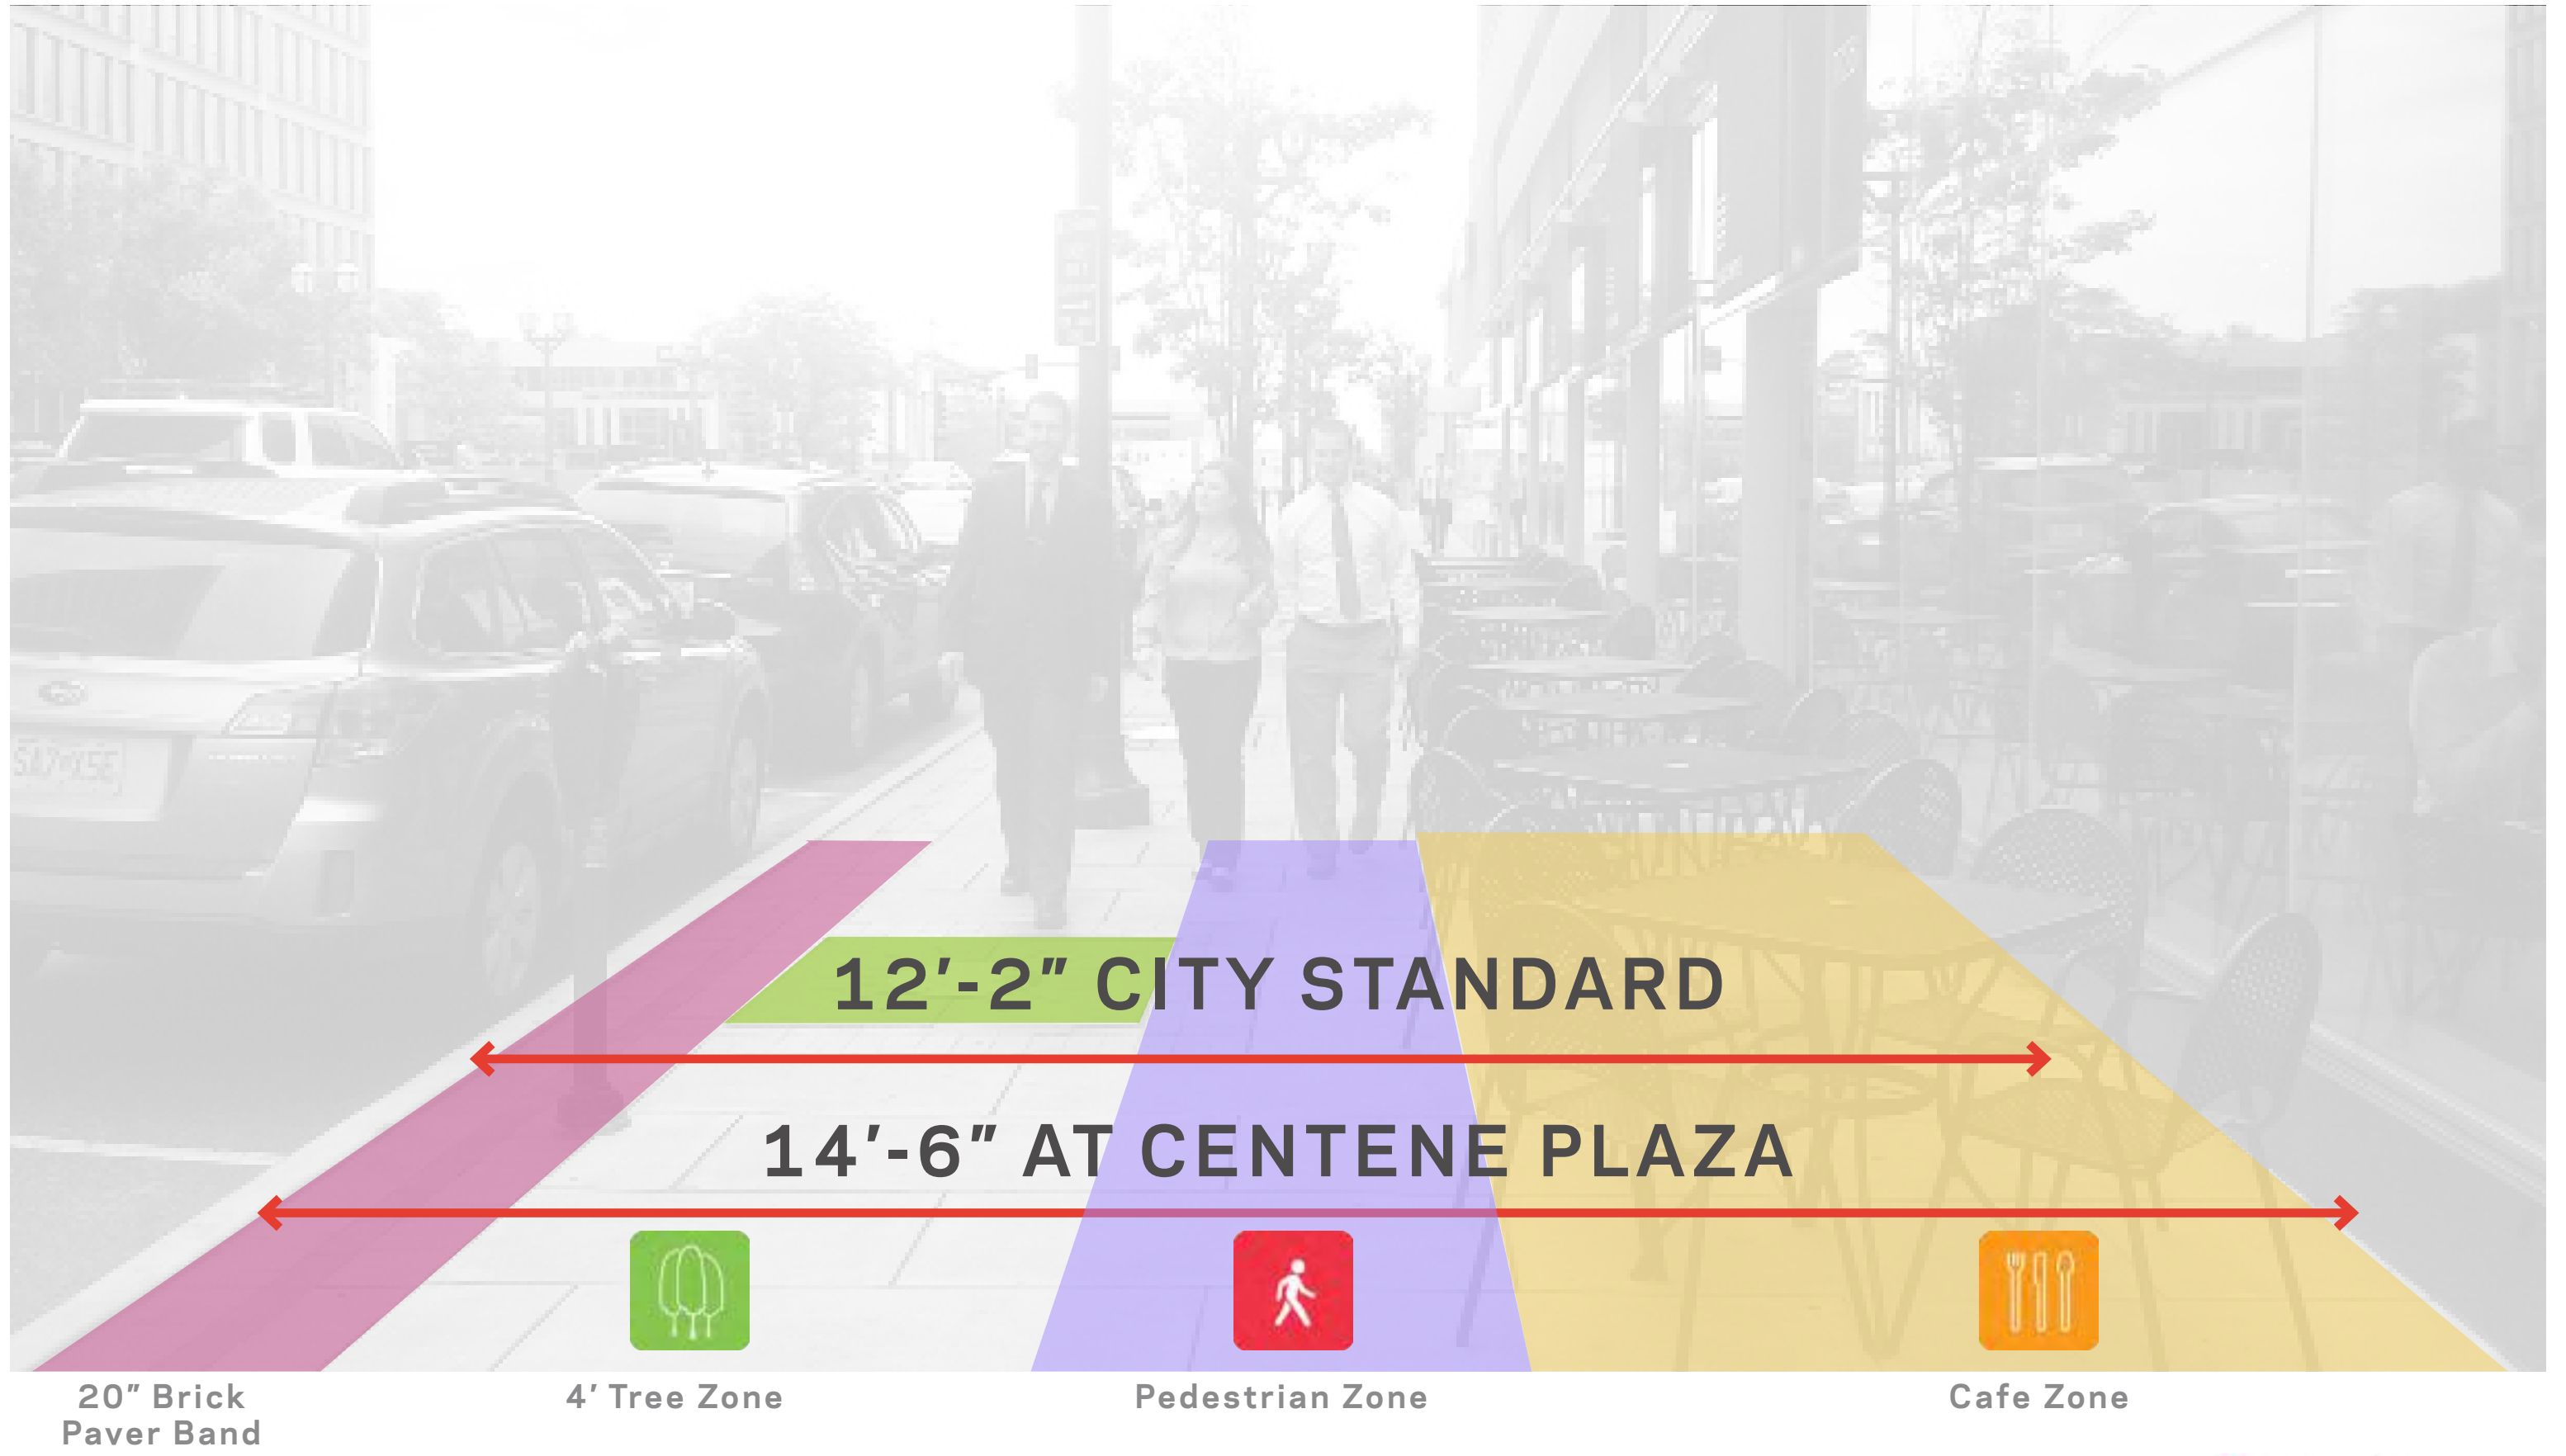 12′-2″ CITY STANDARD
14′-6″ AT CENTENE PLAZA
20″ Brick
Paver Band
4′ Tree Zone
Pedestrian Zone
Cafe Zone